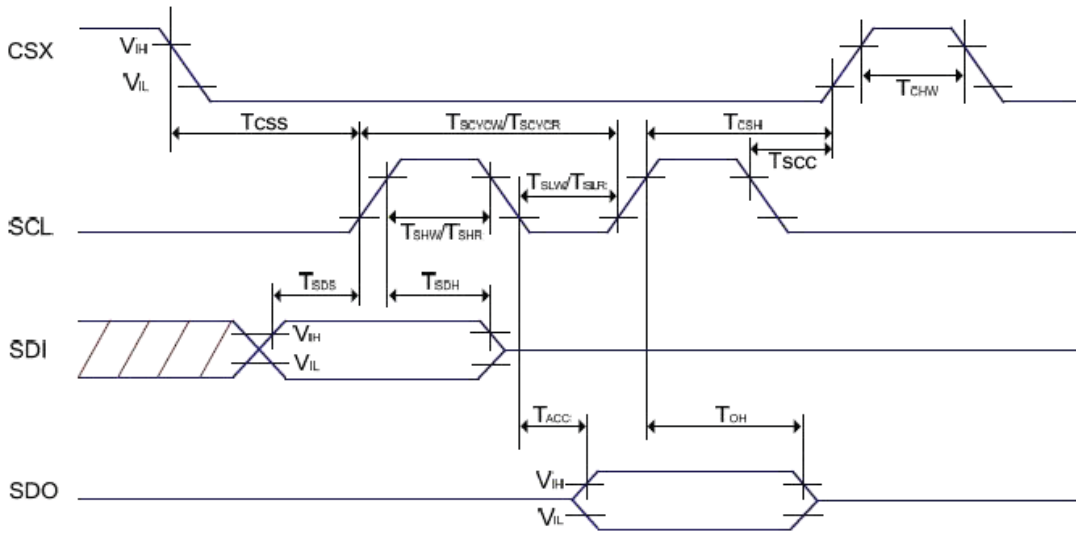 CSX
VIH
VIL
TCHW
TCSS
TSCYCW/TSCYCR
TCSH
TSCC
TSLW/TSLR
SCL
TSHW/TSHR
TSDS
TSDH
SDI
VIH
VIL
TACC
TOH
SDO
VIH
VIL